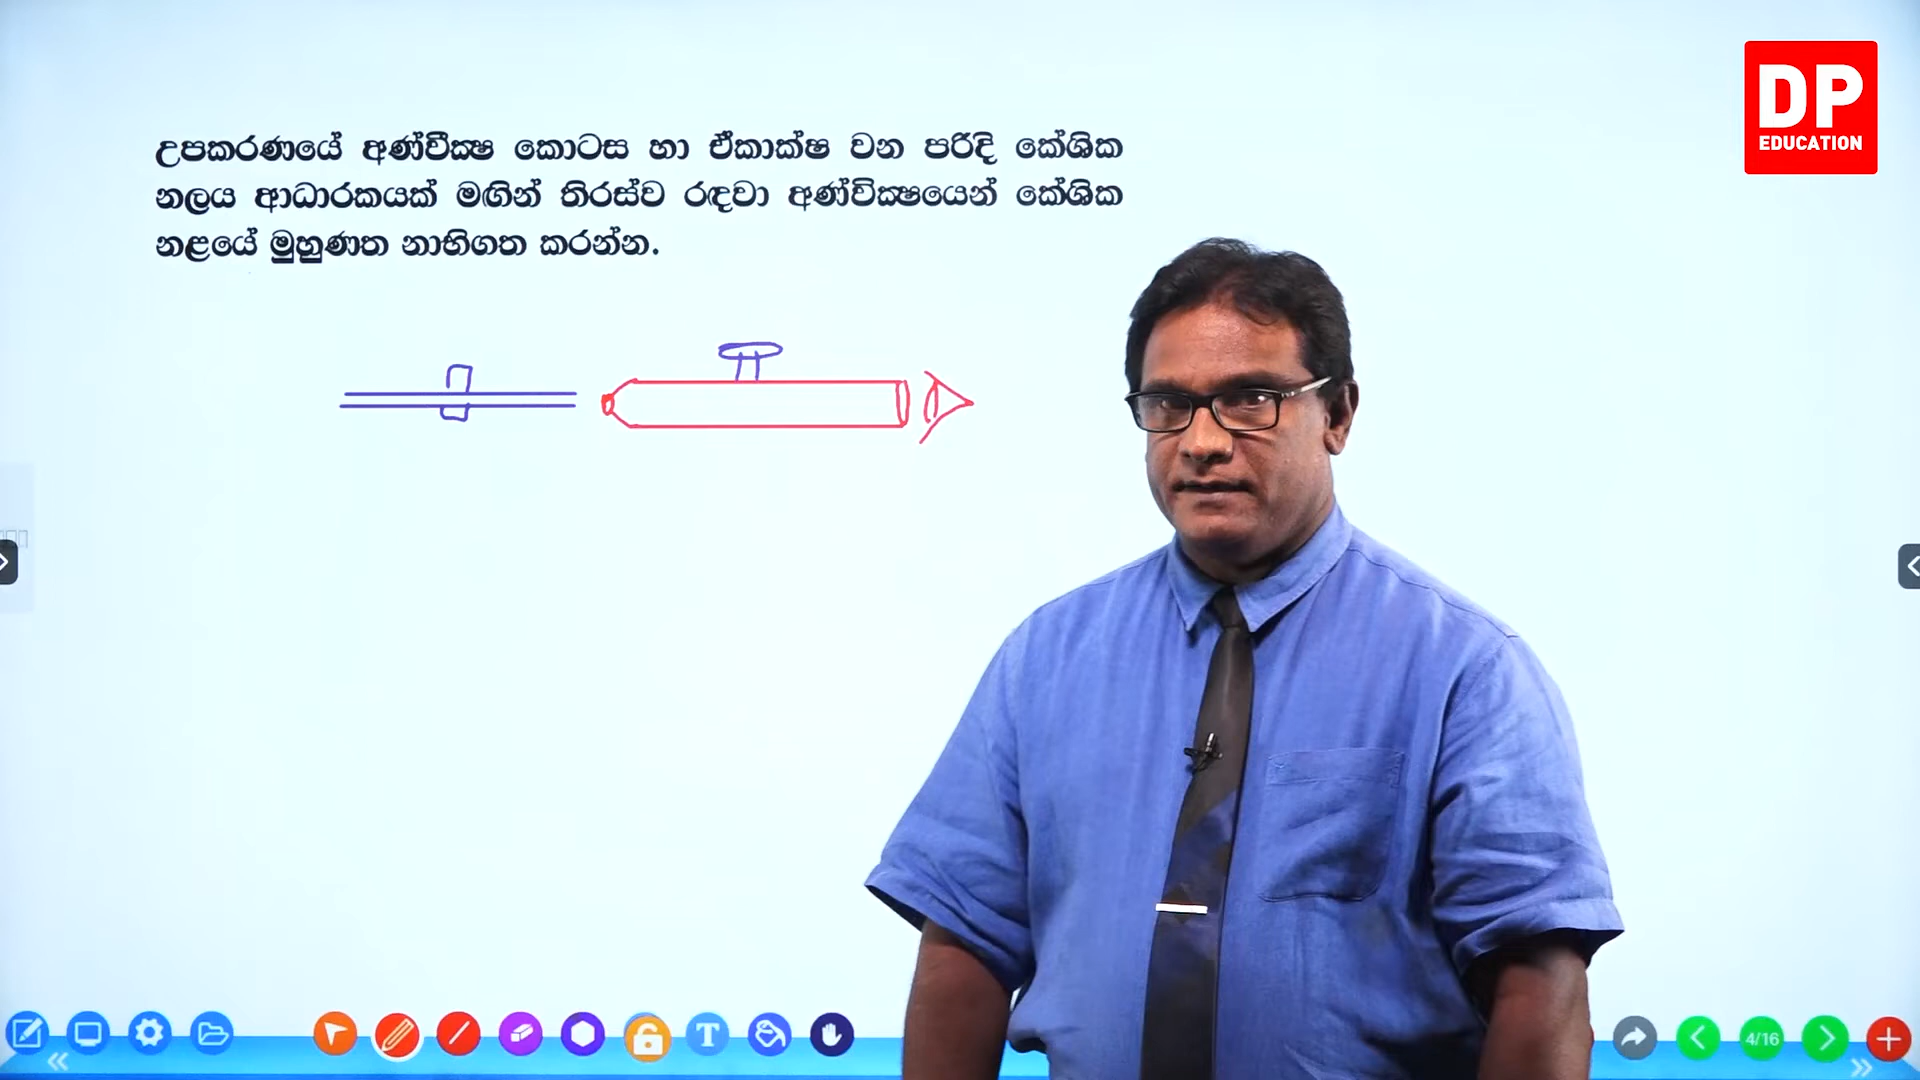 DP
EDUCATION
උපකරණයේ අණ්වීක්‍ෂ කොටස හා ඒකාක්ෂ වන පරිදි කේශික
නලය ආධාරකයක් මඟින් තිරස්ව රඳවා අණ්වික්‍ෂයෙන් කේශික
නළයේ මුහුණත නාභිගත කරන්න.
T
4/16